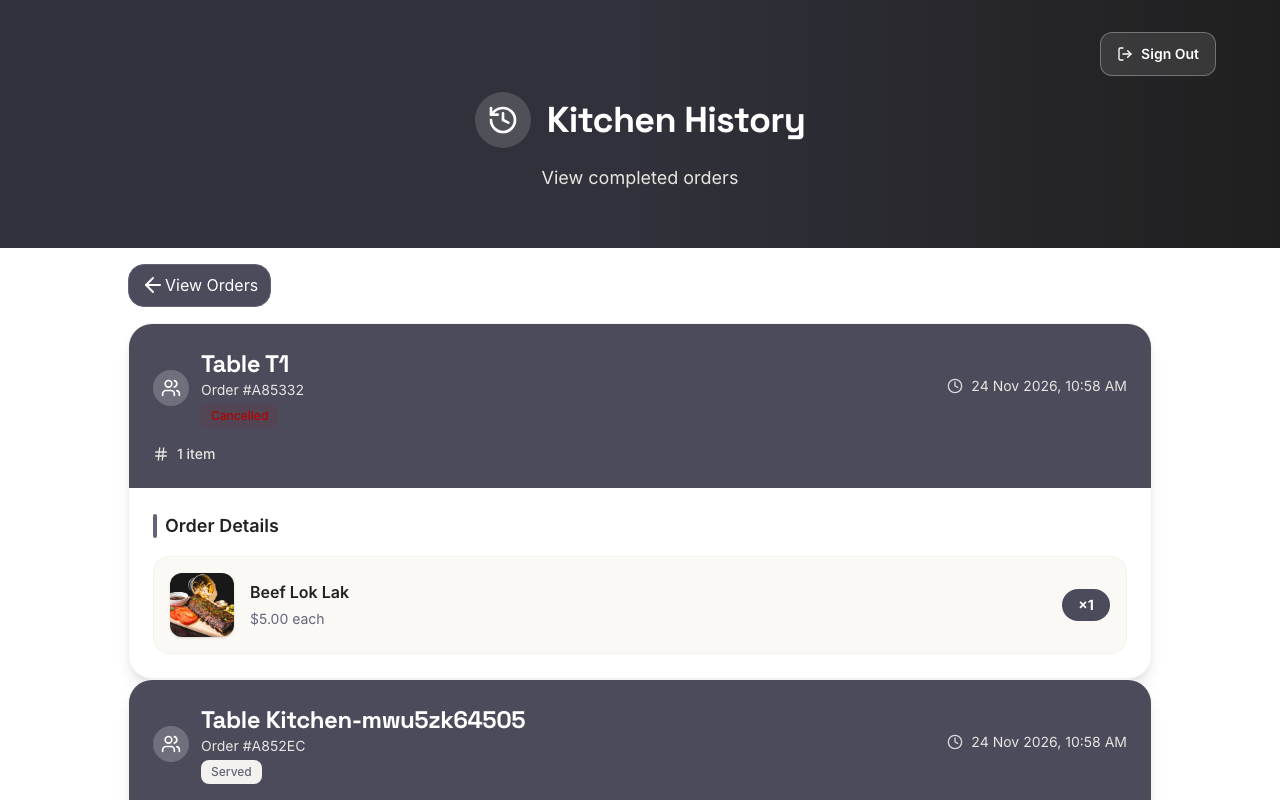 Sign Out
Kitchen History
View completed orders
View Orders
Table T1
Order #A85332
24 Nov 2026, 10:58 AM
Cancelled
1 item
Order Details
Beef Lok Lak
$5.00 each
×1
Table Kitchen-mwu5zk64505
Order #A852EC
24 Nov 2026, 10:58 AM
Served